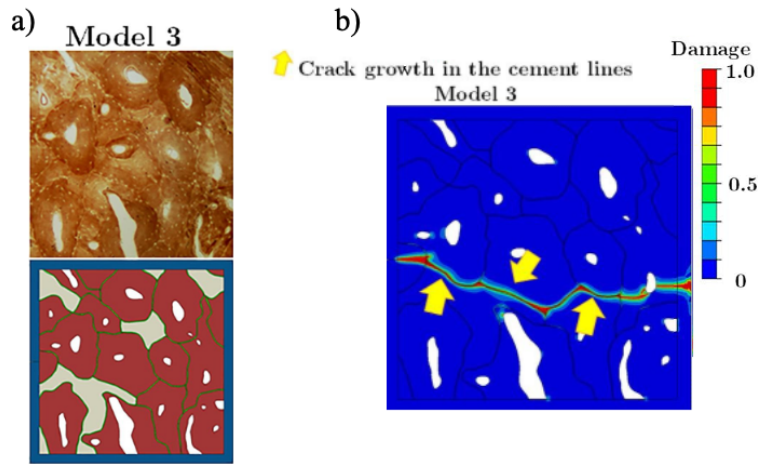 a)
Model 3
b)
Crack growth in the cement lines
Model 3
Damage
1.0
0.5
0